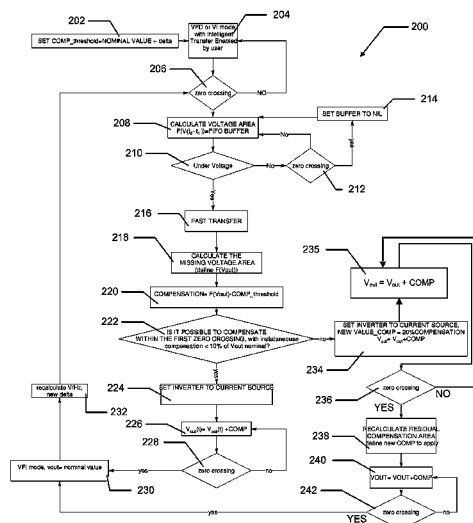 202
204
200
SET COMP_threshold=NOMINAL VALUE + delta
VFD or VI mode
with Intelligent
Transfer Enabled
by user
206
zero crossing
NO
208
CALCULATE VOLTAGE AREA
=FIFO BUFFER
SET BUFFER TO NIL
214
No
yes
210
Under Voltage
No
zero crossing
212
Yes
216
FAST TRANSFER
218
CALCULATE THE
MISSING VOLTAGE AREA
(define F(Vout))
235
Vout = Vout + COMP
220
COMPENSATION= F(Vout)-COMP_threshold
222
IS IT POSSIBLE TO COMPENSATE
WITHIN THE FIRST ZERO CROSSING, with instantaneous
compensation < 10% of Vout nominal?
no
SET INVERTER TO CURRENT SOURCE,
NEW VALUE_COMP = 20%COMPENSATION
Vout= Vout+COMP
234
yes
224
SET INVERTER TO CURRENT SOURCE
236
zero crossing
NO
YES
recalculate V/Hz,
new delta
232
226
Vout(t)= Vout(t) +COMP
238
RECALCULATE RESIDUAL
COMPENSATION AREA
define new COMP to apply
228
zero crossing
yes
no
240
VOUT= VOUT+COMP
VFI mode, vout= nominal value
230
242
zero crossing
no
yes
YES